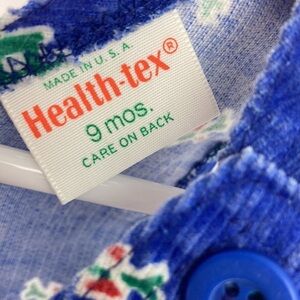 MADE IN U.S.A.
Health-tex®
9 mos.
CARE ON BACK